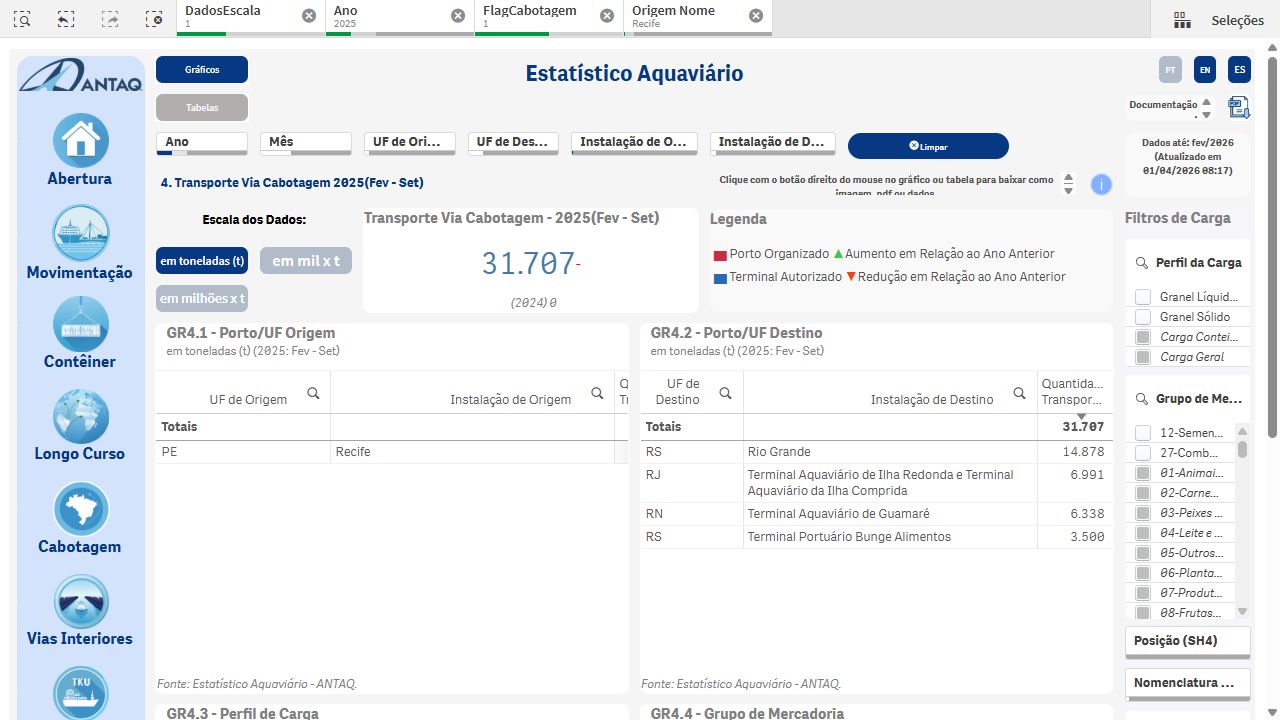 DadosEscala
1
Ano
2025
FlagCabotagem
1
Origem Nome
Recife
Seleções
ANTAQ
Abertura
Movimentação
Contêiner
Longo Curso
Cabotagem
Vias Interiores
TKU
Gráficos
Tabelas
Estatístico Aquaviário
PT
EN
ES
Documentação
Ano
Mês
UF de Ori...
UF de Des...
Instalação de O...
Instalação de D...
Limpar
Dados até: fev/2026
(Atualizado em
01/04/2026 08:17)
4. Transporte Via Cabotagem 2025(Fev - Set)
Clique com o botão direito do mouse no gráfico ou tabela para baixar como
imagem, pdf ou dados
i
Escala dos Dados:
em toneladas (t)
em mil x t
em milhões x t
Transporte Via Cabotagem - 2025(Fev - Set)
31.707-
(2024) 0
Legenda
Porto Organizado ▲Aumento em Relação ao Ano Anterior
Terminal Autorizado ▼Redução em Relação ao Ano Anterior
GR4.1 - Porto/UF Origem
em toneladas (t) (2025: Fev - Set)
UF de Origem
Instalação de Origem
Totais
PE
Recife
Fonte: Estatístico Aquaviário - ANTAQ.
GR4.2 - Porto/UF Destino
em toneladas (t) (2025: Fev - Set)
UF de
Destino
Instalação de Destino
Quantida...
Transpor...
Totais 31.707
RS Rio Grande 14.878
RJ Terminal Aquaviário de Ilha Redonda e Terminal 6.991
Aquaviário da Ilha Comprida
RN Terminal Aquaviário de Guamaré 6.338
RS Terminal Portuário Bunge Alimentos 3.500
Fonte: Estatístico Aquaviário - ANTAQ.
Filtros de Carga
Perfil da Carga
Granel Líquid...
Granel Sólido
Carga Contei...
Carga Geral
Grupo de Me...
12-Semen...
27-Comb...
01-Animai...
02-Carne...
03-Peixes ...
04-Leite e ...
05-Outros...
06-Planta...
07-Produt...
08-Frutas...
Posição (SH4)
Nomenclatura ...
GR4.3 - Perfil de Carga
GR4.4 - Grupo de Mercadoria